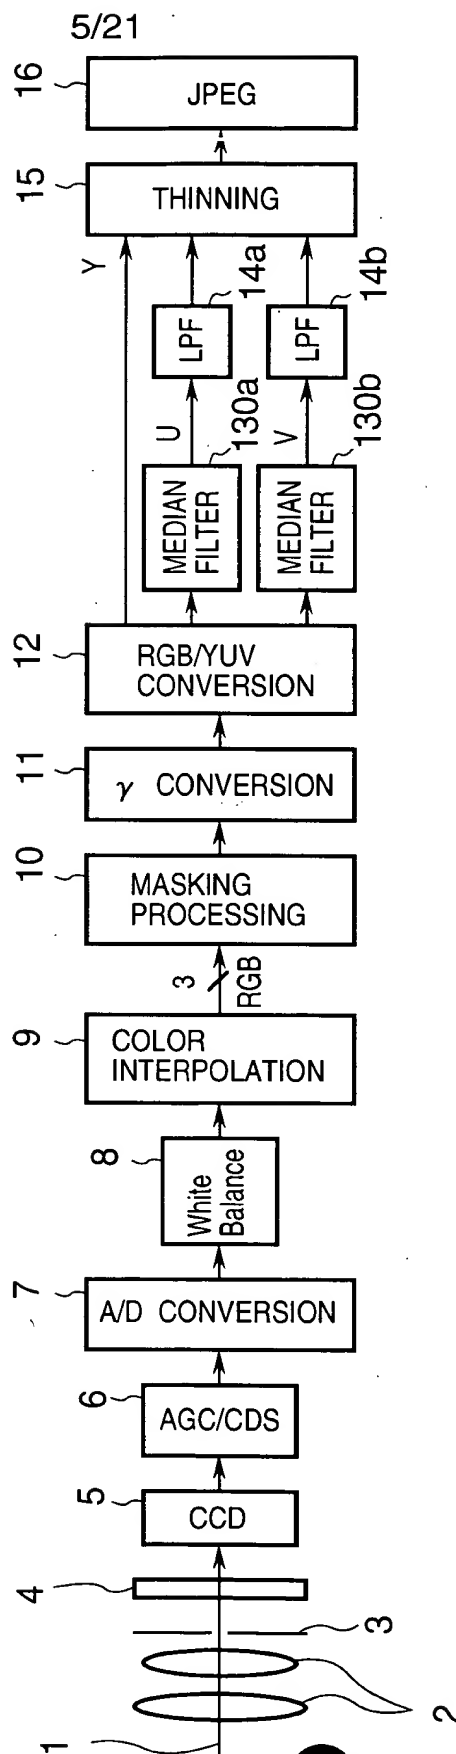 5/21
16
JPEG
15
THINNING
Y
14a
LPF
14b
LPF
U
130a
V
130b
MEDIAN
FILTER
MEDIAN
FILTER
12
RGB/YUV
CONVERSION
11
γ CONVERSION
10
MASKING
PROCESSING
3
RGB
9
COLOR
INTERPOLATION
8
White
Balance
7
A/D CONVERSION
6
AGC/CDS
5
CCD
4
3
2
1